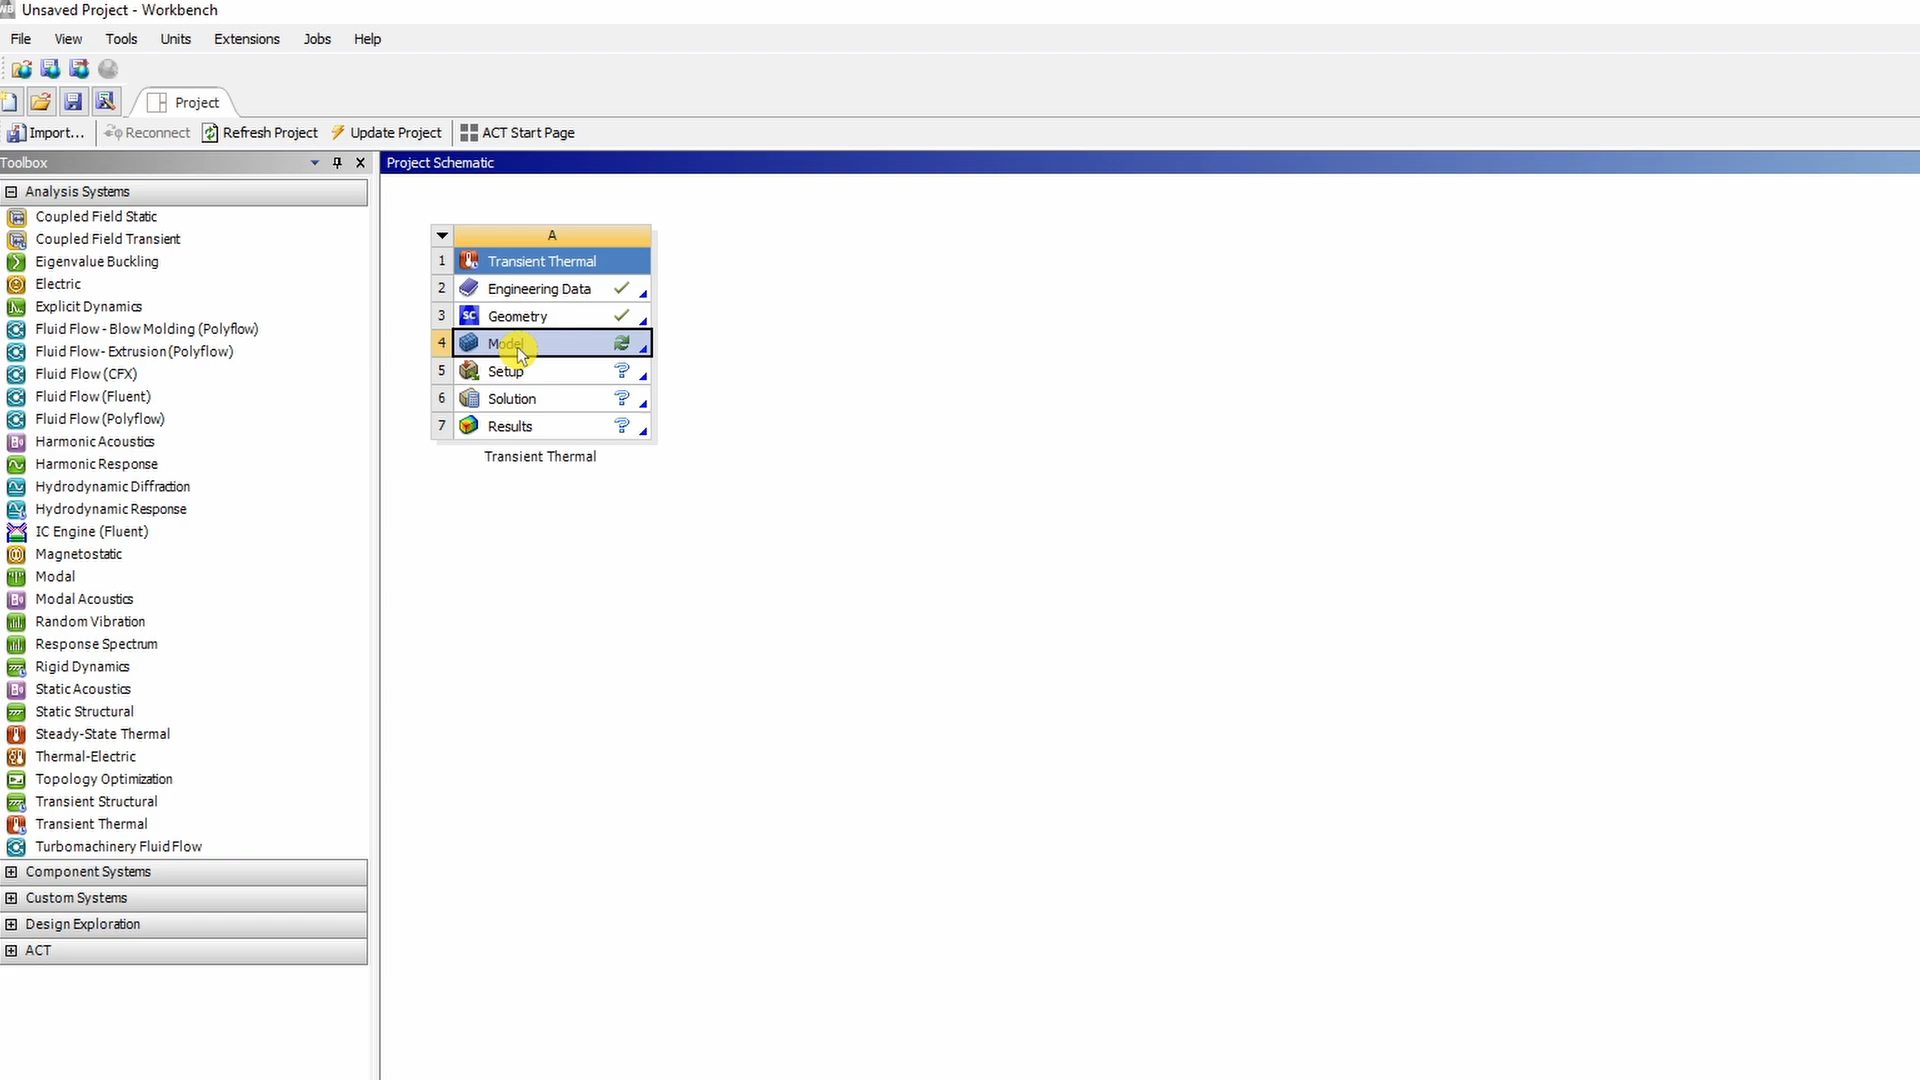 Unsaved Project - Workbench
File View Tools Units Extensions Jobs Help
Project
Import... Reconnect Refresh Project Update Project ACT Start Page
Toolbox
Project Schematic
Analysis Systems
Coupled Field Static
Coupled Field Transient
Eigenvalue Buckling
Electric
Explicit Dynamics
Fluid Flow - Blow Molding (Polyflow)
Fluid Flow- Extrusion (Polyflow)
Fluid Flow (CFX)
Fluid Flow (Fluent)
Fluid Flow (Polyflow)
Harmonic Acoustics
Harmonic Response
Hydrodynamic Diffraction
Hydrodynamic Response
IC Engine (Fluent)
Magnetostatic
Modal
Modal Acoustics
Random Vibration
Response Spectrum
Rigid Dynamics
Static Acoustics
Static Structural
Steady-State Thermal
Thermal-Electric
Topology Optimization
Transient Structural
Transient Thermal
Turbomachinery Fluid Flow
Component Systems
Custom Systems
Design Exploration
ACT
A
1 Transient Thermal
2 Engineering Data
3 SC Geometry
4 Model
5 Setup ?
6 Solution ?
7 Results ?
Transient Thermal